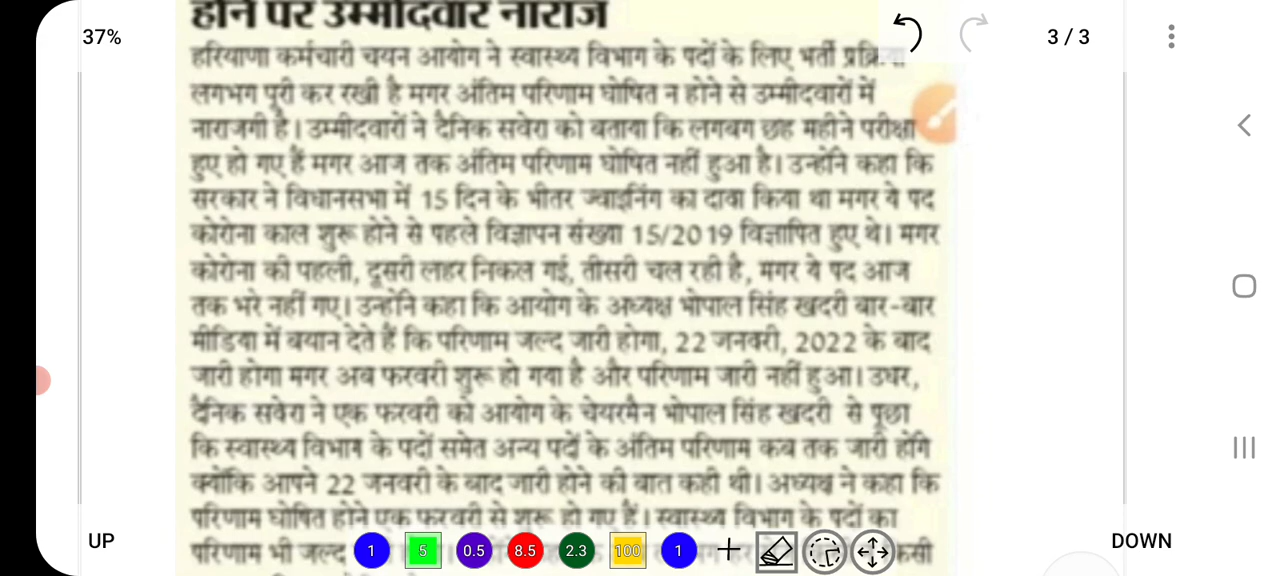 होने पर उम्मीदवार नाराज
37%
3 / 3
हरियाणा कर्मचारी चयन आयोग ने स्वास्थ्य विभाग के पदों के लिए भर्ती प्रक्रिया
लगभग पूरी कर रखी है मगर अंतिम परिणाम घोषित न होने से उम्मीदवारों में
नाराजगी है। उम्मीदवारों ने दैनिक सवेरा को बताया कि लगबग छह महीने परीक्षा
हुए हो गए हैं मगर आज तक अंतिम परिणाम घोषित नहीं हुआ है। उन्होंने कहा कि
सरकार ने विधानसभा में 15 दिन के भीतर ज्वाइनिंग का दावा किया था मगर ये पद
कोरोना काल शुरू होने से पहले विज्ञापन संख्या 15/2019 विज्ञापित हुए थे। मगर
कोरोना की पहली, दूसरी लहर निकल गई, तीसरी चल रही है, मगर ये पद आज
तक भरे नहीं गए। उन्होंने कहा कि आयोग के अध्यक्ष भोपाल सिंह खदरी बार-बार
मीडिया में बयान देते हैं कि परिणाम जल्द जारी होगा, 22 जनवरी, 2022 के बाद
जारी होगा मगर अब फरवरी शुरू हो गया है और परिणाम जारी नहीं हुआ। उधर,
दैनिक सवेरा ने एक फरवरी को आयोग के चेयरमैन भोपाल सिंह खदरी से पूछा
कि स्वास्थ्य विभाग के पदों समेत अन्य पदों के अंतिम परिणाम कब तक जारी होंगे
क्योंकि आपने 22 जनवरी के बाद जारी होने की बात कही थी। अध्यक्ष ने कहा कि
परिणाम घोषित होने एक फरवरी से शुरू हो गए हैं। स्वास्थ्य विभाग के पदों का
परिणाम भी जल्द
UP
DOWN
1 5 0.5 8.5 2.3 100 1